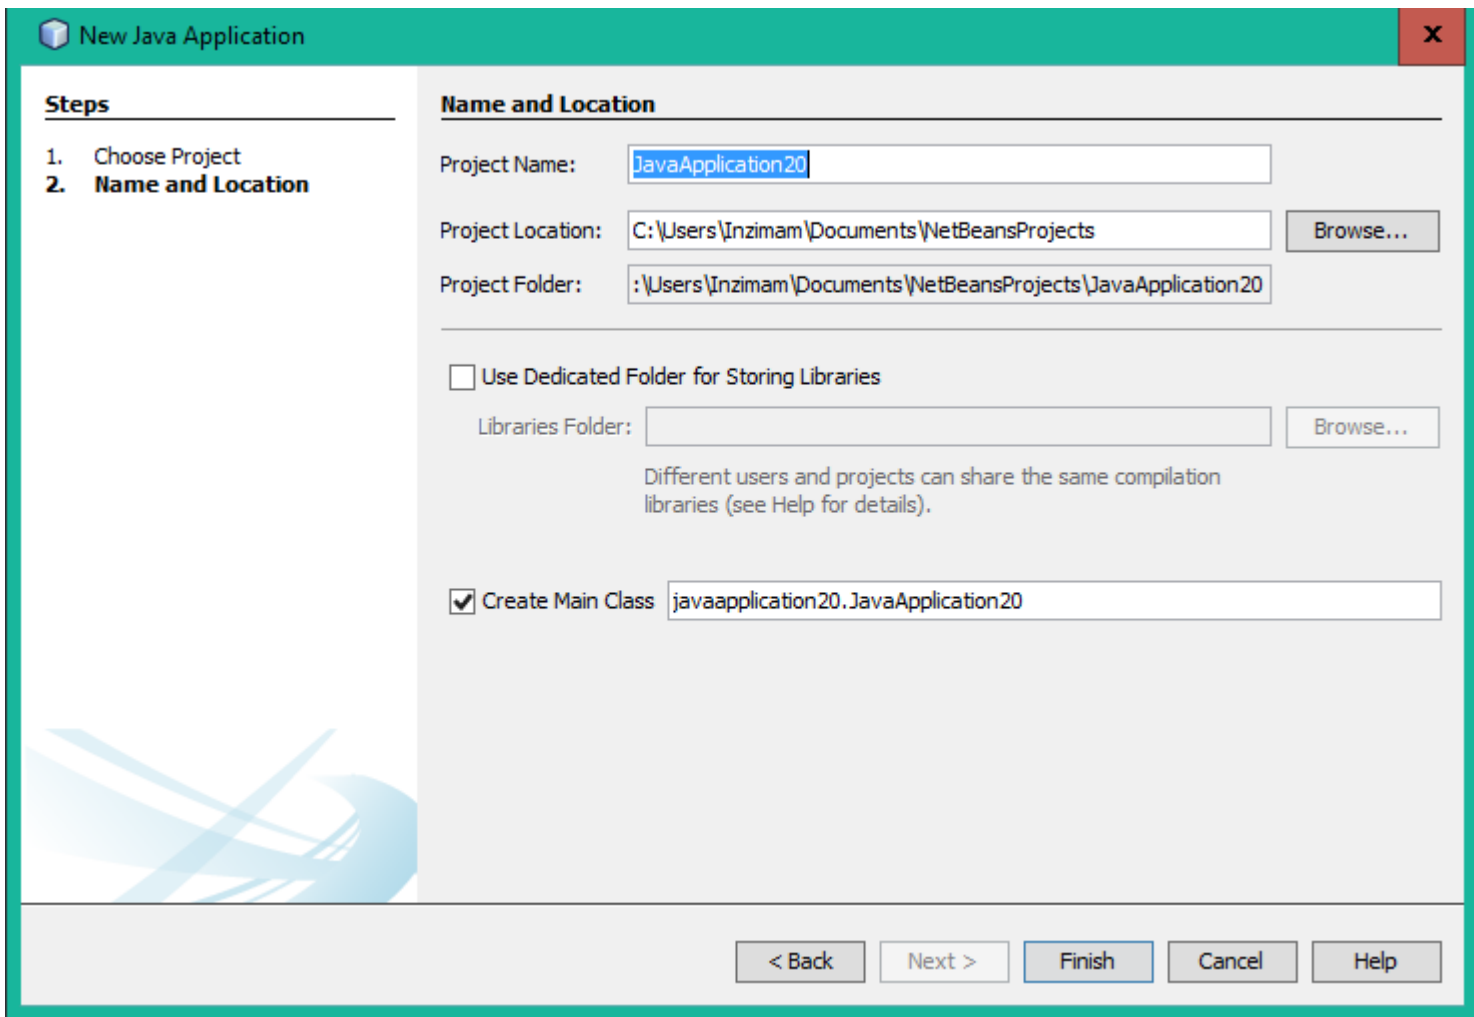 New Java Application
x
Steps
1. Choose Project
2. Name and Location
Name and Location
Project Name: JavaApplication20
Project Location: C:\Users\Inzimam\Documents\NetBeansProjects Browse...
Project Folder: :\Users\Inzimam\Documents\NetBeansProjects\JavaApplication20
Use Dedicated Folder for Storing Libraries
Libraries Folder: Browse...
Different users and projects can share the same compilation
libraries (see Help for details).
Create Main Class javaapplication20.JavaApplication20
< Back Next > Finish Cancel Help